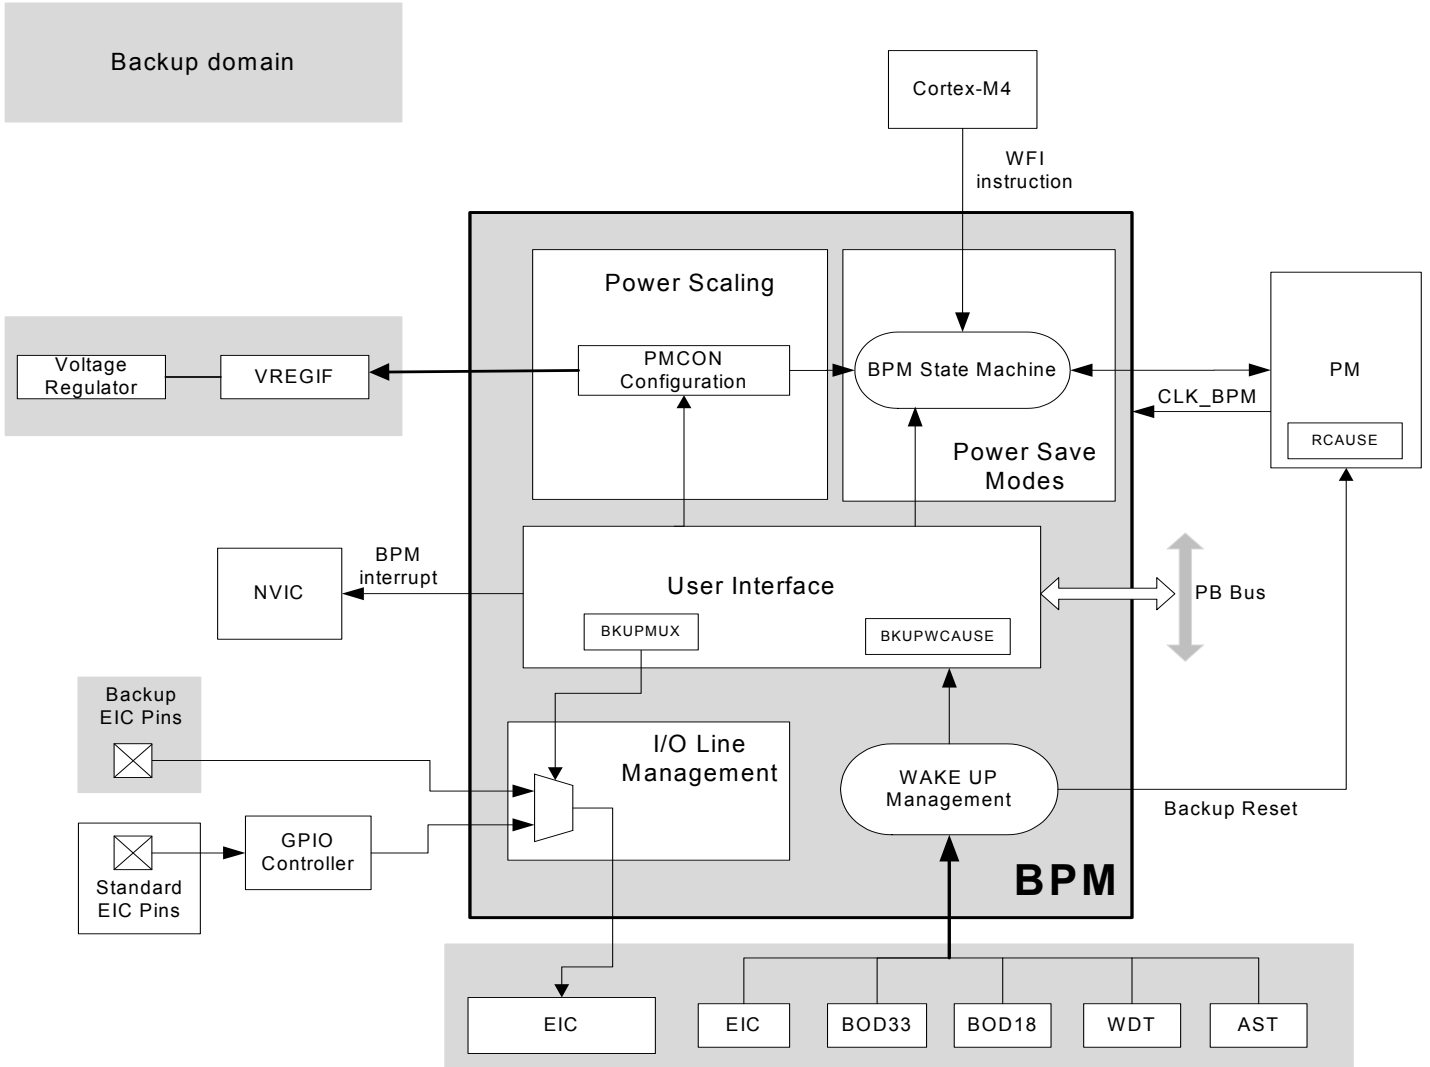 Backup domain
Cortex-M4
WFI
instruction
Power Scaling
PMCON
Configuration
BPM State Machine
Power Save
Modes
Voltage
Regulator
VREGIF
PM
CLK_BPM
RCAUSE
BPM
interrupt
NVIC
User Interface
BKUPMUX
BKUPWCAUSE
PB Bus
Backup
EIC Pins
I/O Line
Management
WAKE UP
Management
Backup Reset
GPIO
Controller
Standard
EIC Pins
BPM
EIC
EIC
BOD33
BOD18
WDT
AST